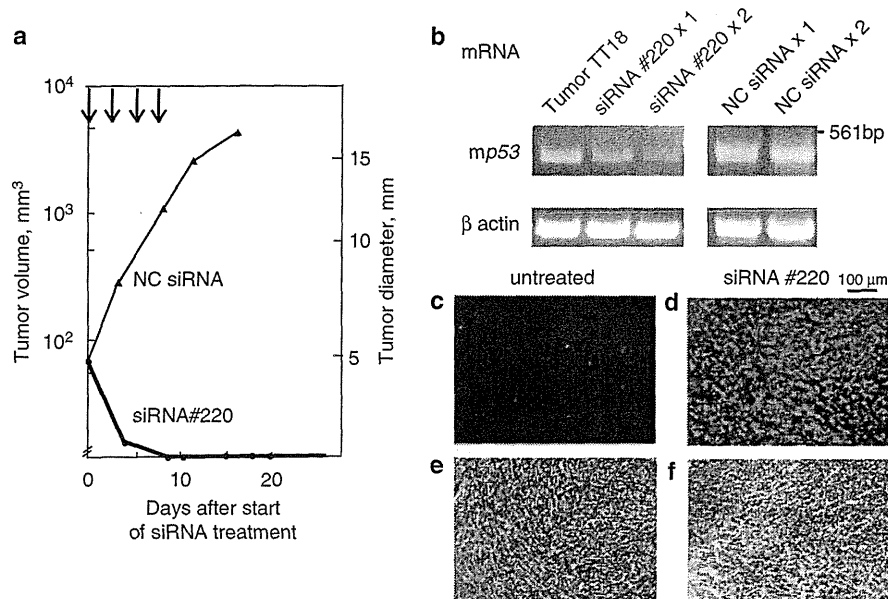 a
10⁴
10³
10²
Tumor volume, mm³
15
10
5
Tumor diameter, mm
NC siRNA
siRNA#220
0 10 20
Days after start
of siRNA treatment
b
mRNA
Tumor TT18
siRNA #220 x 1
siRNA #220 x 2
NC siRNA x 1
NC siRNA x 2
561bp
mp53
β actin
untreated
siRNA #220
100 µm
c
d
e
f